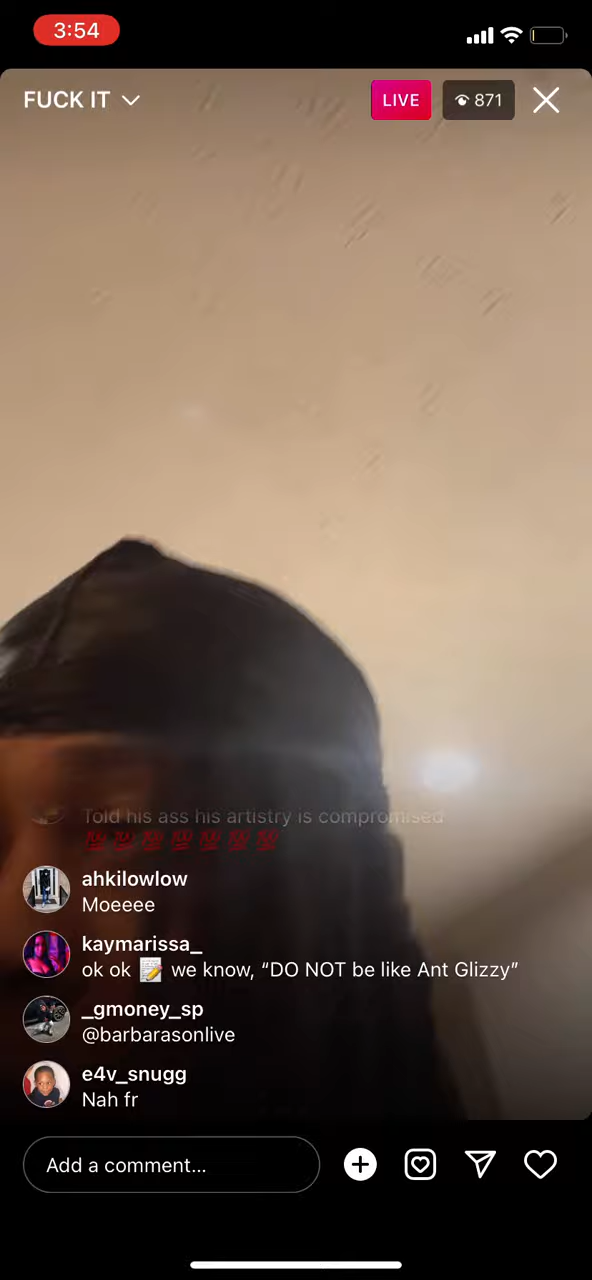 3:54
FUCK IT
LIVE
871
Told his ass his artistry is compromised
💯💯💯💯💯💯💯
ahkilowlow
Moeeee
kaymarissa_
ok ok 📝 we know, “DO NOT be like Ant Glizzy”
_gmoney_sp
@barbarasonlive
e4v_snugg
Nah fr
Add a comment...